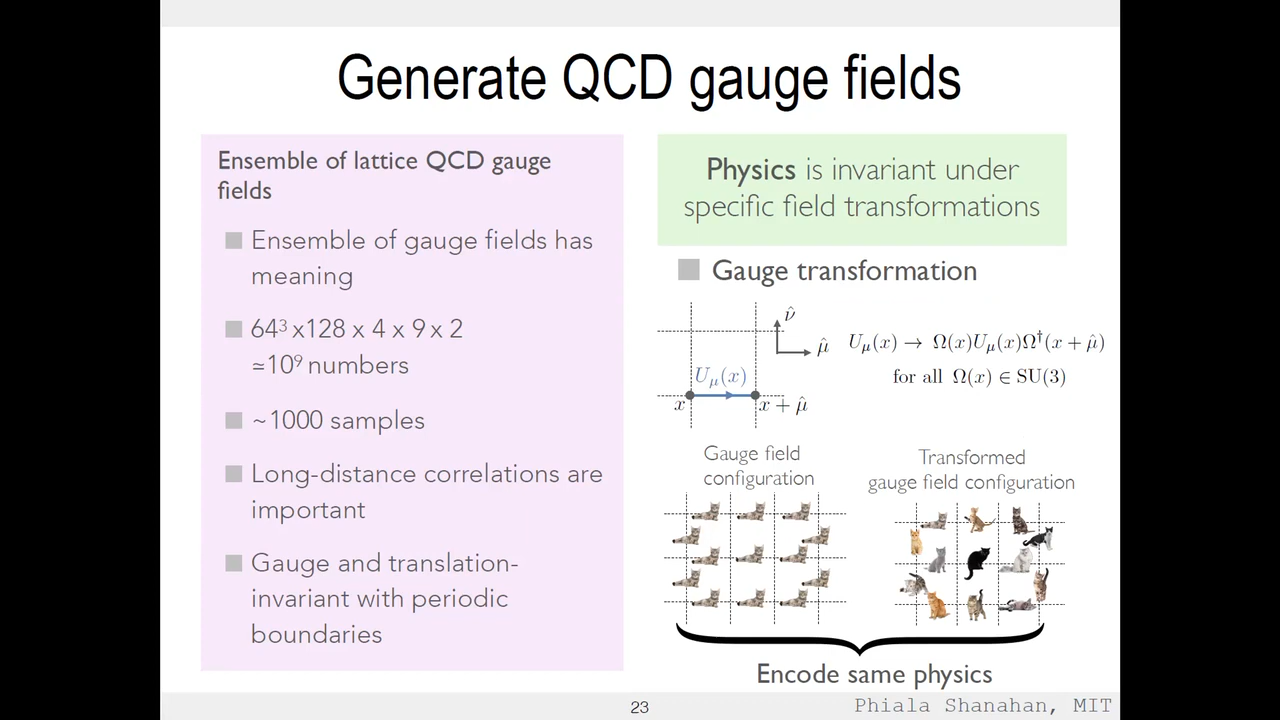 Generate QCD gauge fields
Ensemble of lattice QCD gauge
fields
Ensemble of gauge fields has
meaning
64³ x128 x 4 x 9 x 2
≃10⁹ numbers
~1000 samples
Long-distance correlations are
important
Gauge and translation-
invariant with periodic
boundaries
Physics is invariant under
specific field transformations
Gauge transformation
ν̂
μ̂
U_μ(x)
x
x + μ̂
U_μ(x) → Ω(x)U_μ(x)Ω†(x + μ̂)
for all Ω(x) ∈ SU(3)
Gauge field
configuration
Transformed
gauge field configuration
Encode same physics
23
Phiala Shanahan, MIT